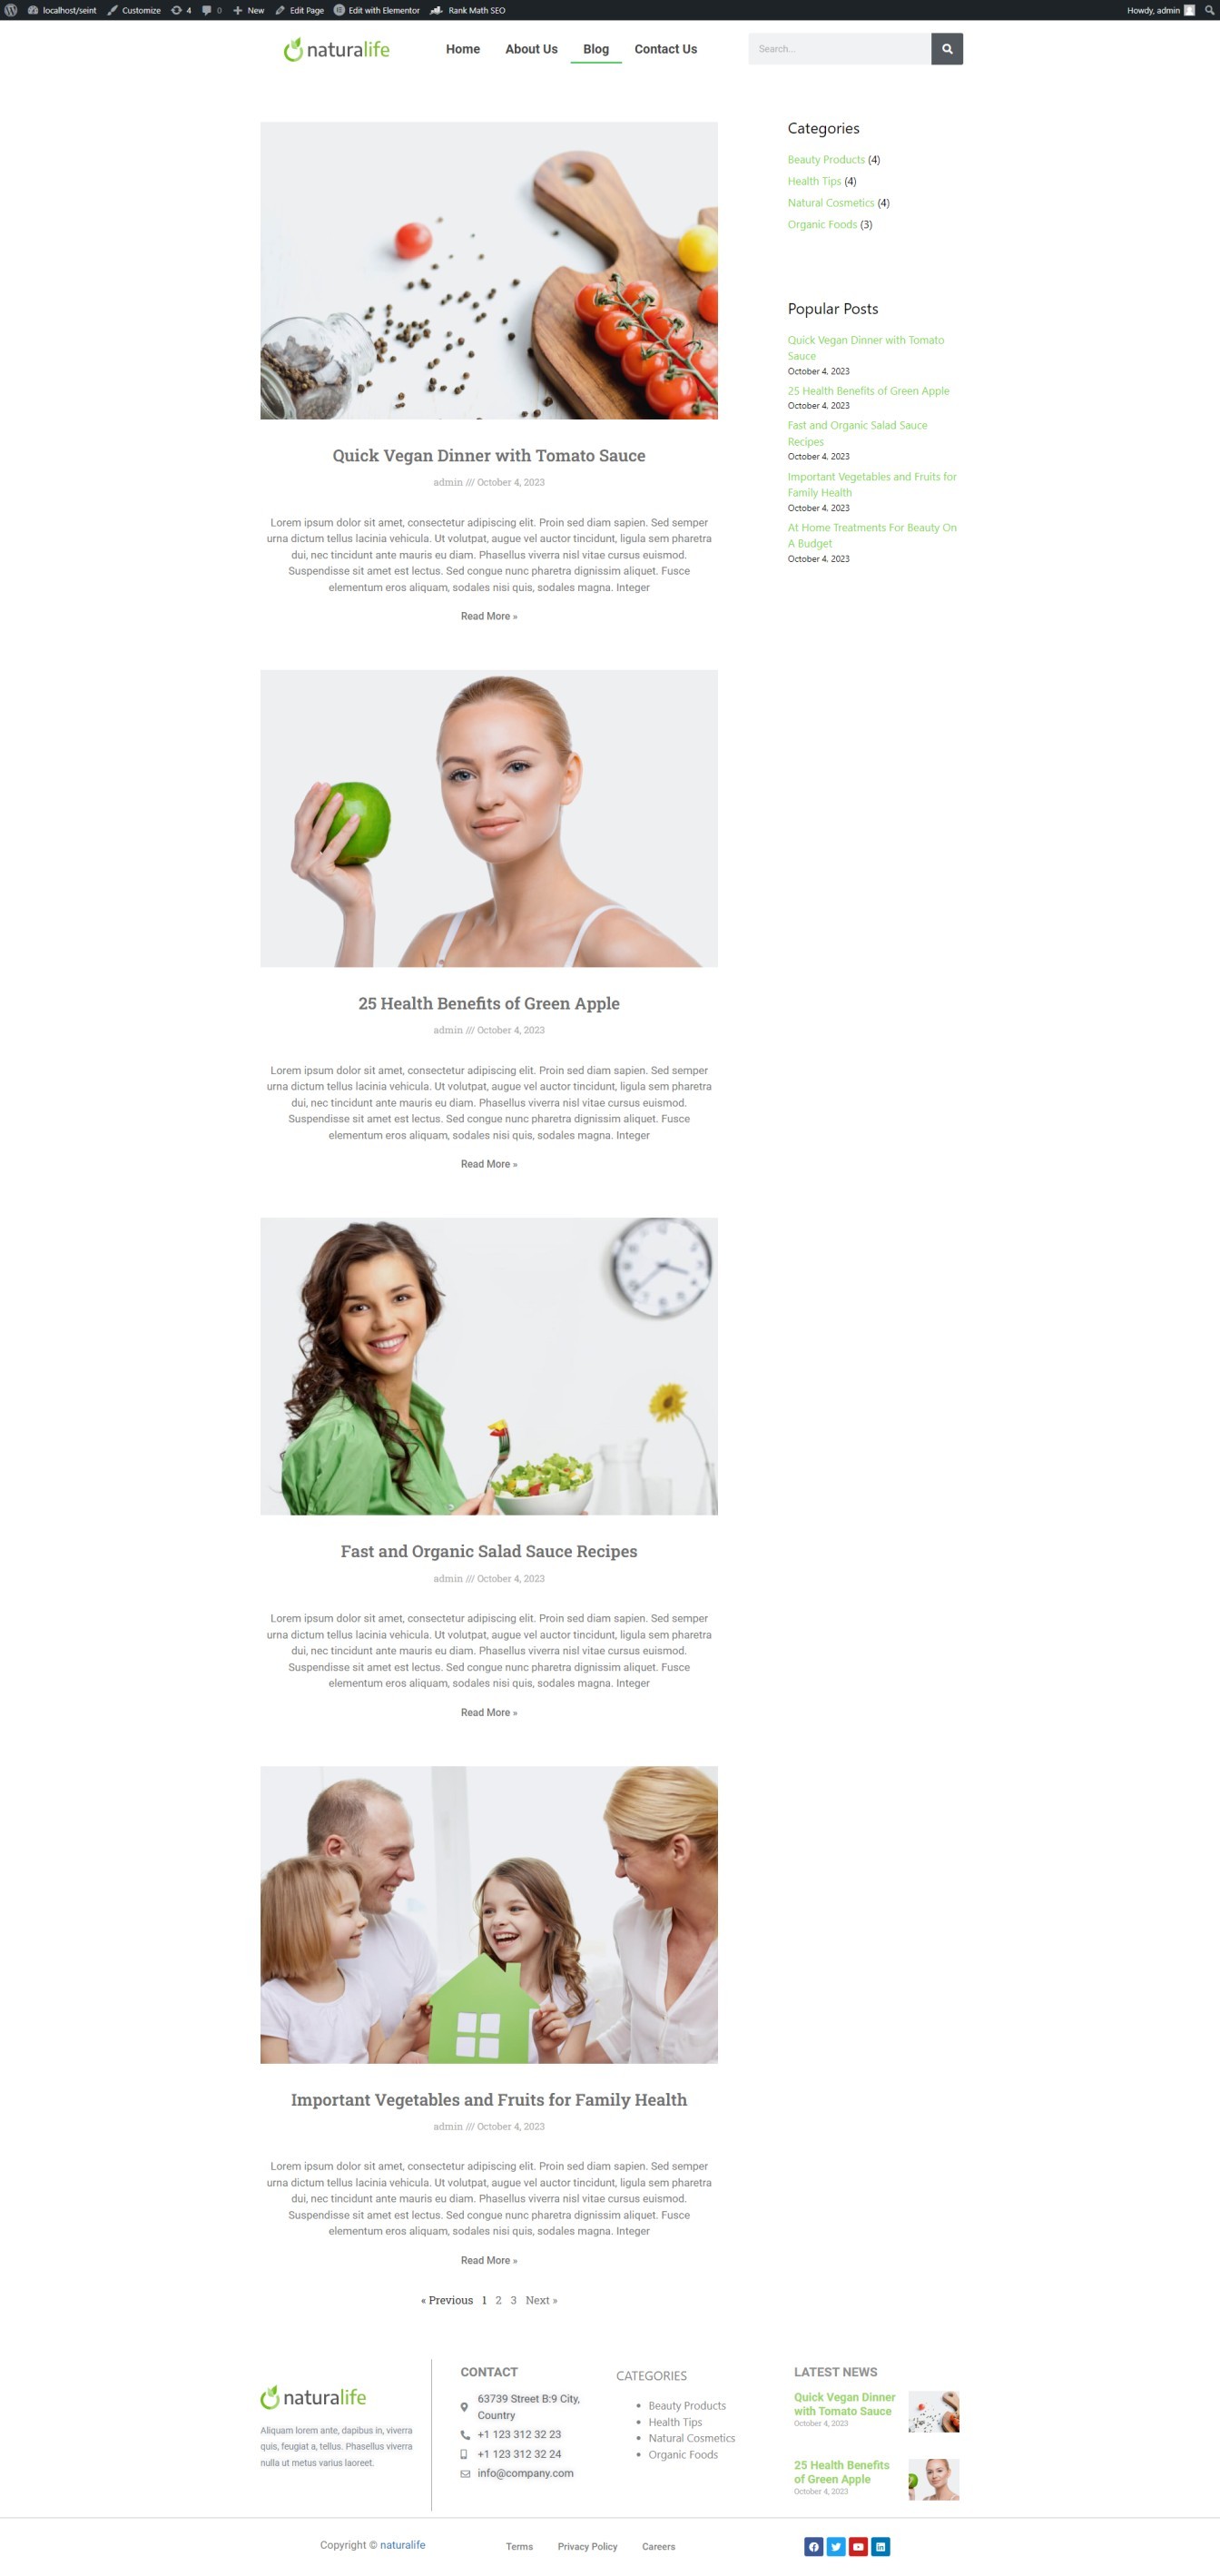 localhost/seint Customize 4 0 New Edit Page Edit with Elementor Rank Math SEO Howdy, admin
naturalife Home About Us Blog Contact Us Search...
Quick Vegan Dinner with Tomato Sauce
admin /// October 4, 2023
Lorem ipsum dolor sit amet, consectetur adipiscing elit. Proin sed diam sapien. Sed semper
urna dictum tellus lacinia vehicula. Ut volutpat, augue vel auctor tincidunt, ligula sem pharetra
dui, nec tincidunt ante mauris eu diam. Phasellus viverra nisl vitae cursus euismod.
Suspendisse sit amet est lectus. Sed congue nunc pharetra dignissim aliquet. Fusce
elementum eros aliquam, sodales nisi quis, sodales magna. Integer
Read More »
25 Health Benefits of Green Apple
admin /// October 4, 2023
Lorem ipsum dolor sit amet, consectetur adipiscing elit. Proin sed diam sapien. Sed semper
urna dictum tellus lacinia vehicula. Ut volutpat, augue vel auctor tincidunt, ligula sem pharetra
dui, nec tincidunt ante mauris eu diam. Phasellus viverra nisl vitae cursus euismod.
Suspendisse sit amet est lectus. Sed congue nunc pharetra dignissim aliquet. Fusce
elementum eros aliquam, sodales nisi quis, sodales magna. Integer
Read More »
Fast and Organic Salad Sauce Recipes
admin /// October 4, 2023
Lorem ipsum dolor sit amet, consectetur adipiscing elit. Proin sed diam sapien. Sed semper
urna dictum tellus lacinia vehicula. Ut volutpat, augue vel auctor tincidunt, ligula sem pharetra
dui, nec tincidunt ante mauris eu diam. Phasellus viverra nisl vitae cursus euismod.
Suspendisse sit amet est lectus. Sed congue nunc pharetra dignissim aliquet. Fusce
elementum eros aliquam, sodales nisi quis, sodales magna. Integer
Read More »
Important Vegetables and Fruits for Family Health
admin /// October 4, 2023
Lorem ipsum dolor sit amet, consectetur adipiscing elit. Proin sed diam sapien. Sed semper
urna dictum tellus lacinia vehicula. Ut volutpat, augue vel auctor tincidunt, ligula sem pharetra
dui, nec tincidunt ante mauris eu diam. Phasellus viverra nisl vitae cursus euismod.
Suspendisse sit amet est lectus. Sed congue nunc pharetra dignissim aliquet. Fusce
elementum eros aliquam, sodales nisi quis, sodales magna. Integer
Read More »
« Previous 1 2 3 Next »
Categories
Beauty Products (4)
Health Tips (4)
Natural Cosmetics (4)
Organic Foods (3)
Popular Posts
Quick Vegan Dinner with Tomato
Sauce
October 4, 2023
25 Health Benefits of Green Apple
October 4, 2023
Fast and Organic Salad Sauce
Recipes
October 4, 2023
Important Vegetables and Fruits for
Family Health
October 4, 2023
At Home Treatments For Beauty On
A Budget
October 4, 2023
naturalife
Aliquam lorem ante, dapibus in, viverra
quis, feugiat a, tellus. Phasellus viverra
nulla ut metus varius laoreet.
CONTACT
63739 Street B:9 City,
Country
+1 123 312 32 23
+1 123 312 32 24
info@company.com
CATEGORIES
Beauty Products
Health Tips
Natural Cosmetics
Organic Foods
LATEST NEWS
Quick Vegan Dinner
with Tomato Sauce
October 4, 2023
25 Health Benefits
of Green Apple
October 4, 2023
Copyright © naturalife Terms Privacy Policy Careers